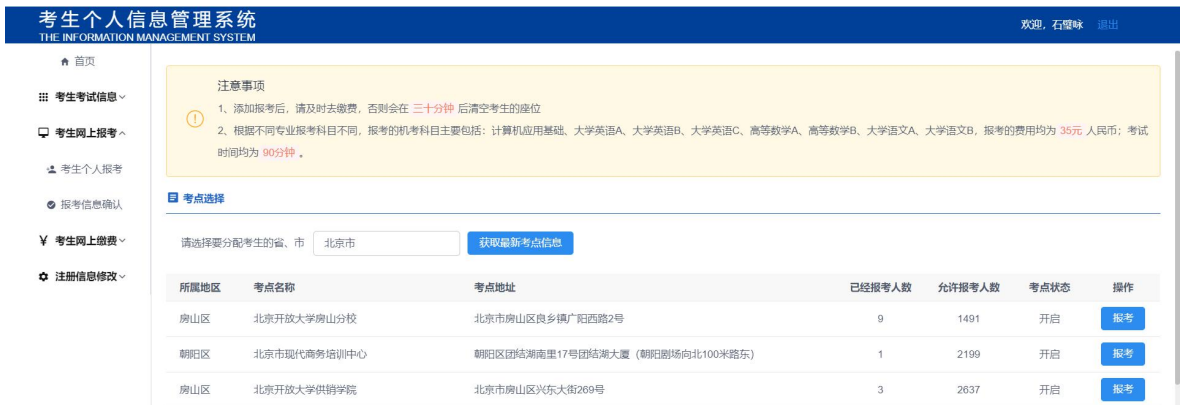 考生个人信息管理系统
THE INFORMATION MANAGEMENT SYSTEM
欢迎，石璧咏 退出
首页
考生考试信息
考生网上报考
考生个人报考
报考信息确认
考生网上缴费
注册信息修改
注意事项
1、添加报考后，请及时去缴费，否则会在 三十分钟 后清空考生的座位
2、根据不同专业报考科目不同，报考的机考科目主要包括：计算机应用基础、大学英语A、大学英语B、大学英语C、高等数学A、高等数学B、大学语文A、大学语文B，报考的费用均为 35元 人民币；考试
时间均为 90分钟 。
考点选择
请选择要分配考生的省、市 北京市 获取最新考点信息
所属地区 考点名称 考点地址 已经报考人数 允许报考人数 考点状态 操作
房山区 北京开放大学房山分校 北京市房山区良乡镇广阳西路2号 9 1491 开启 报考
朝阳区 北京市现代商务培训中心 朝阳区团结湖南里17号团结湖大厦（朝阳剧场向北100米路东） 1 2199 开启 报考
房山区 北京开放大学供销学院 北京市房山区兴东大街269号 3 2637 开启 报考